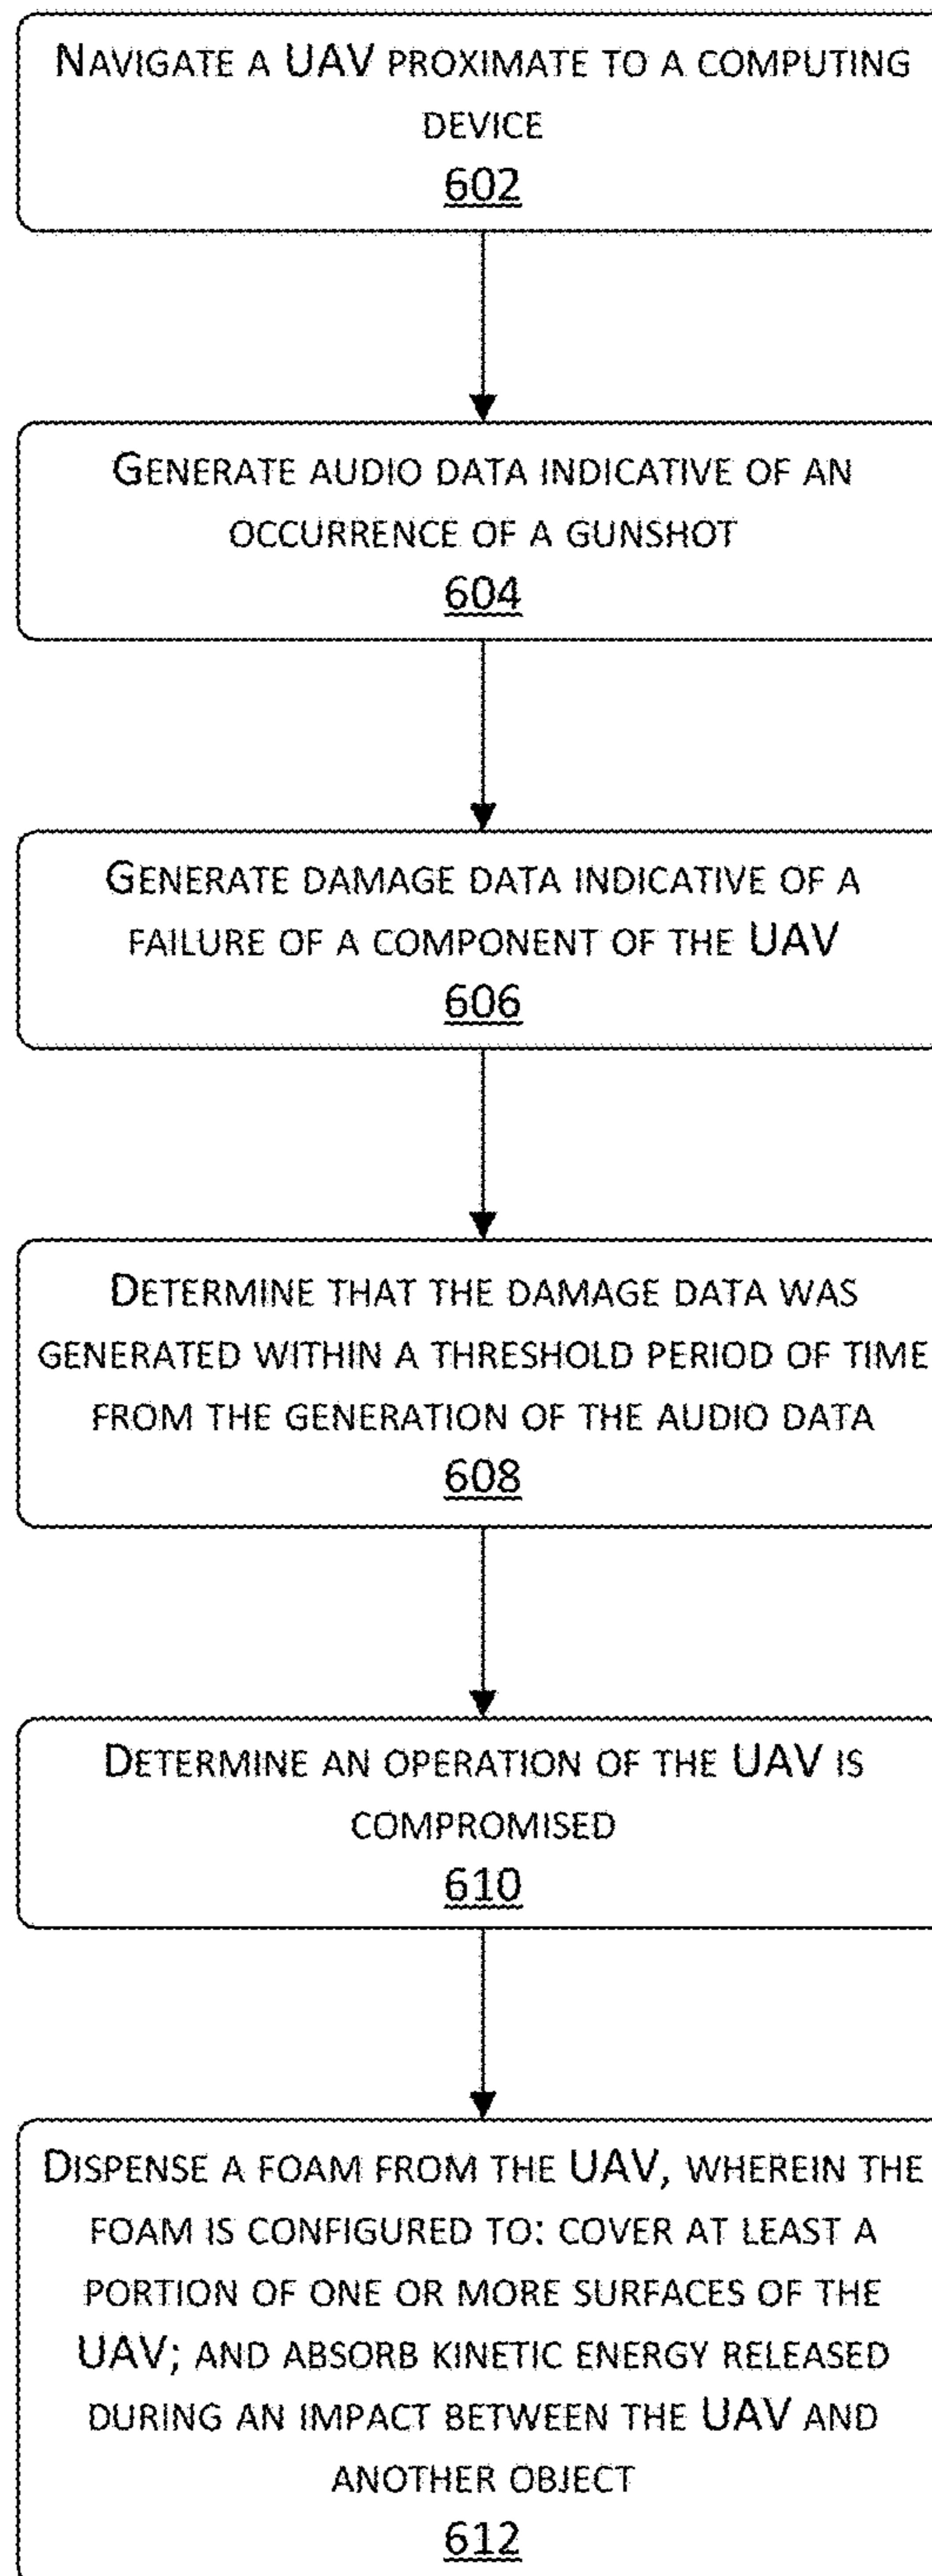 NAVIGATE A UAV PROXIMATE TO A COMPUTING
DEVICE
602
GENERATE AUDIO DATA INDICATIVE OF AN
OCCURRENCE OF A GUNSHOT
604
GENERATE DAMAGE DATA INDICATIVE OF A
FAILURE OF A COMPONENT OF THE UAV
606
DETERMINE THAT THE DAMAGE DATA WAS
GENERATED WITHIN A THRESHOLD PERIOD OF TIME
FROM THE GENERATION OF THE AUDIO DATA
608
DETERMINE AN OPERATION OF THE UAV IS
COMPROMISED
610
DISPENSE A FOAM FROM THE UAV, WHEREIN THE
FOAM IS CONFIGURED TO: COVER AT LEAST A
PORTION OF ONE OR MORE SURFACES OF THE
UAV; AND ABSORB KINETIC ENERGY RELEASED
DURING AN IMPACT BETWEEN THE UAV AND
ANOTHER OBJECT
612